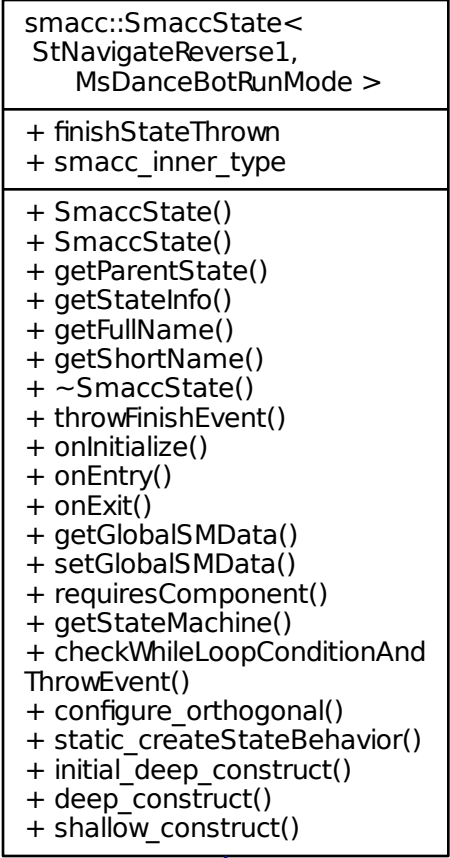 smacc::SmaccState<
StNavigateReverse1,
MsDanceBotRunMode >
+ finishStateThrown
+ smacc_inner_type
+ SmaccState()
+ SmaccState()
+ getParentState()
+ getStateInfo()
+ getFullName()
+ getShortName()
+ ~SmaccState()
+ throwFinishEvent()
+ onInitialize()
+ onEntry()
+ onExit()
+ getGlobalSMData()
+ setGlobalSMData()
+ requiresComponent()
+ getStateMachine()
+ checkWhileLoopConditionAnd
ThrowEvent()
+ configure_orthogonal()
+ static_createStateBehavior()
+ initial_deep_construct()
+ deep_construct()
+ shallow_construct()